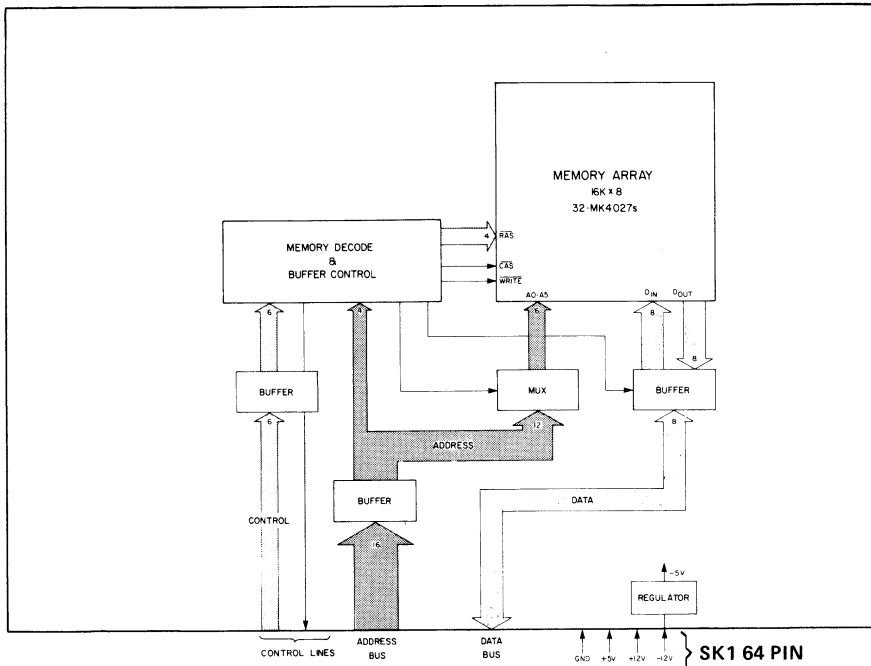 MEMORY ARRAY
16K x 8
32-MK4027s
MEMORY DECODE
&
BUFFER CONTROL
4
RAS
CAS
WRITE
A0-A5
DIN
DOUT
6
4
6
8
8
BUFFER
MUX
BUFFER
6
12
8
ADDRESS
BUFFER
DATA
CONTROL
16
-5V
REGULATOR
CONTROL LINES
ADDRESS
BUS
DATA
BUS
GND
+5V
+12V
-12V
SK1 64 PIN